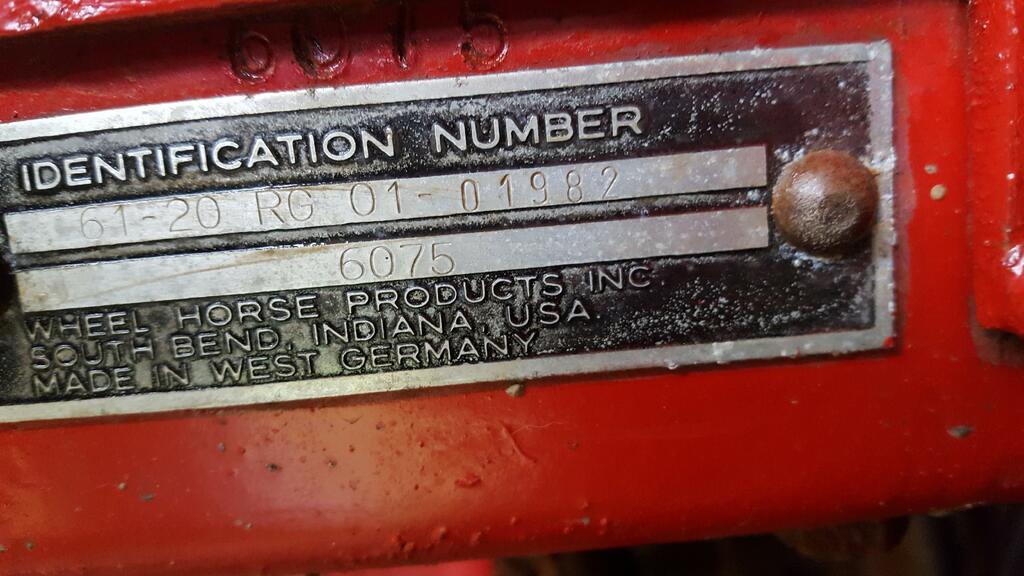 6075
IDENTIFICATION NUMBER
61-20 RG 01-01982
6075
WHEEL HORSE PRODUCTS INC
SOUTH BEND, INDIANA, USA
MADE IN WEST GERMANY